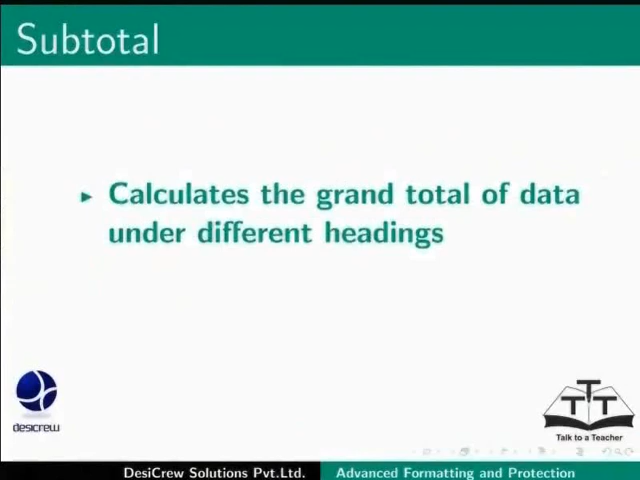 Subtotal
Calculates the grand total of data
under different headings
desicrew
TTT
Talk to a Teacher
DesiCrew Solutions Pvt.Ltd. Advanced Formatting and Protection